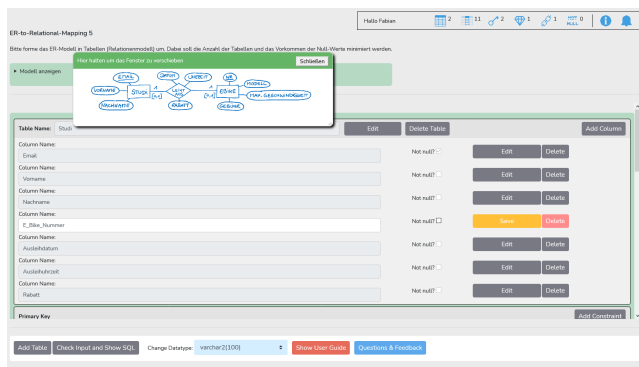 Hallo Fabian
2
11
2
1
1
NOT NULL 0
ER-to-Relational-Mapping 5
Bitte forme das ER-Modell in Tabellen (Relationenmodell) um. Dabei soll die Anzahl der Tabellen und das Vorkommen der Null-Werte minimiert werden.
Hier halten um das Fenster zu verschieben
Schließen
Modell anzeigen
EMAIL
DATUM
UHRZEIT
NR
VORNAME
STUDI
1
LEIHT AUS
1
EBIKE
MODELL
MAX. GESCHWINDIGKEIT
NACHNAME
RABATT
GEBÜHR
Table Name:
Studi
Edit
Delete Table
Add Column
Column Name:
Email
Not null?
Edit
Delete
Column Name:
Vorname
Not null?
Edit
Delete
Column Name:
Nachname
Not null?
Edit
Delete
Column Name:
E_Bike_Nummer
Not null?
Save
Delete
Column Name:
Ausleihdatum
Not null?
Edit
Delete
Column Name:
Ausleihuhrzeit
Not null?
Edit
Delete
Column Name:
Rabatt
Not null?
Edit
Delete
Primary Key
Add Constraint
Add Table
Check Input and Show SQL
Change Datatype:
varchar2(100)
Show User Guide
Questions & Feedback